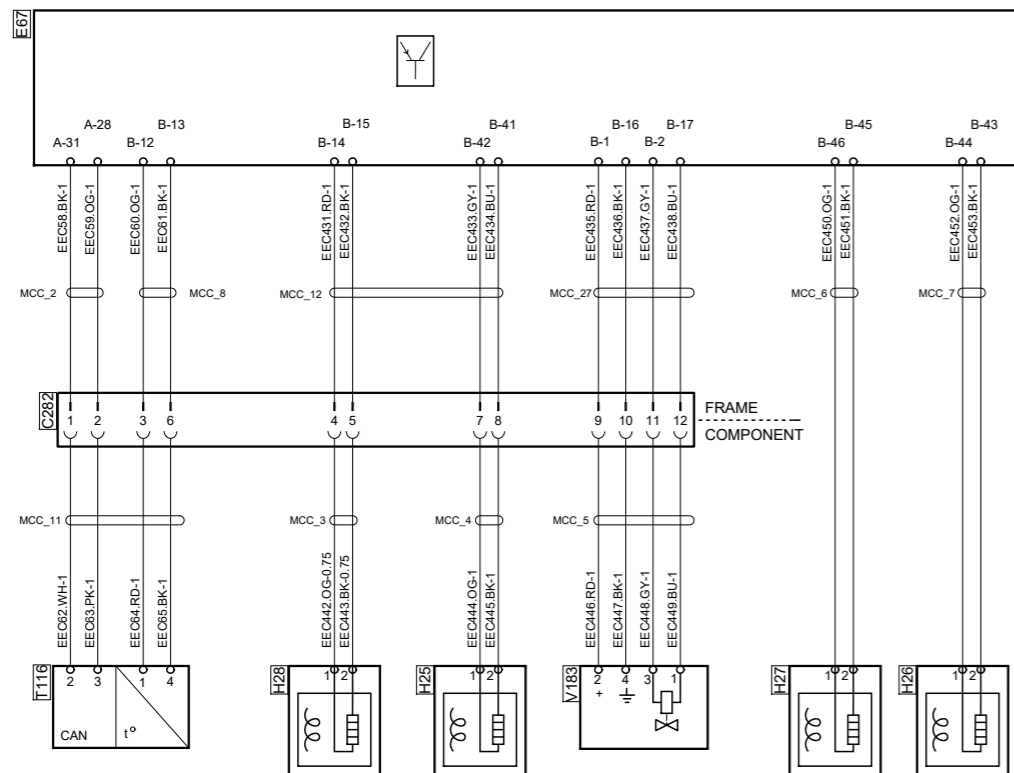 E67
A-31 A-28 B-12 B-13 B-14 B-15 B-42 B-41 B-1 B-16 B-2 B-17 B-46 B-45 B-44 B-43
EEC58.BK-1
EEC59.OG-1
EEC60.OG-1
EEC61.BK-1
EEC431.RD-1
EEC432.BK-1
EEC433.GY-1
EEC434.BU-1
EEC435.RD-1
EEC436.BK-1
EEC437.GY-1
EEC438.BU-1
EEC450.OG-1
EEC451.BK-1
EEC452.OG-1
EEC453.BK-1
MCC_2 MCC_8 MCC_12 MCC_27 MCC_6 MCC_7
C282
1 2 3 6 4 5 7 8 9 10 11 12
FRAME
COMPONENT
MCC_11 MCC_3 MCC_4 MCC_5
EEC62.WH-1
EEC63.PK-1
EEC64.RD-1
EEC65.BK-1
EEC442.OG-0.75
EEC443.BK-0.75
EEC444.OG-1
EEC445.BK-1
EEC446.RD-1
EEC447.BK-1
EEC448.GY-1
EEC449.BU-1
T116
2 3 1 4
CAN t°
H28
1 2
H25
1 2
V183
2 4 3 1
+
H27
1 2
H26
1 2